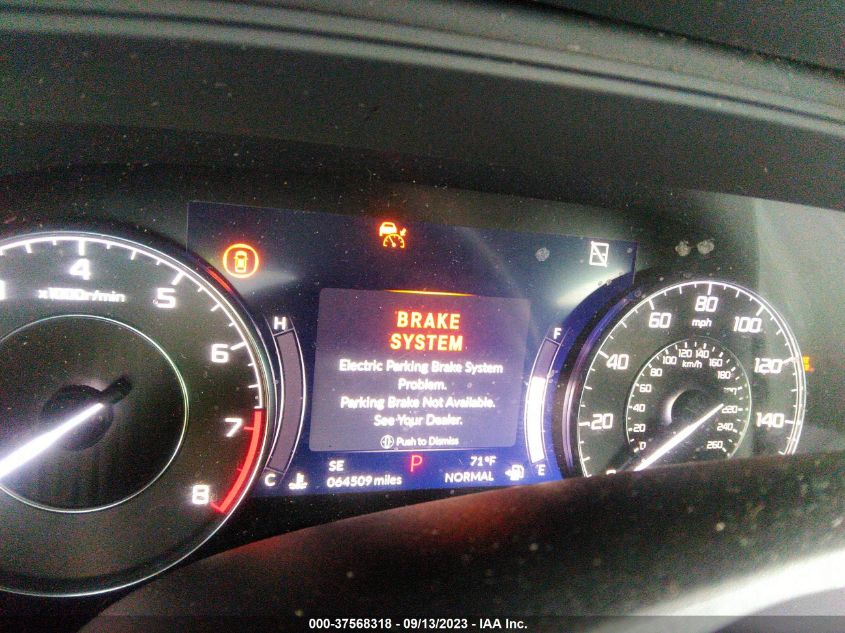 4
x1000r/min
5
6
7
8
H
C
BRAKE
SYSTEM
Electric Parking Brake System
Problem.
Parking Brake Not Available.
See Your Dealer.
Push to Dismiss
SE
P
71°F
064509 miles
NORMAL
F
E
20
40
60
80
100
120
140
mph
km/h
20
40
60
80
100
120
140
160
180
220
240
260
000-37568318 - 09/13/2023 - IAA Inc.